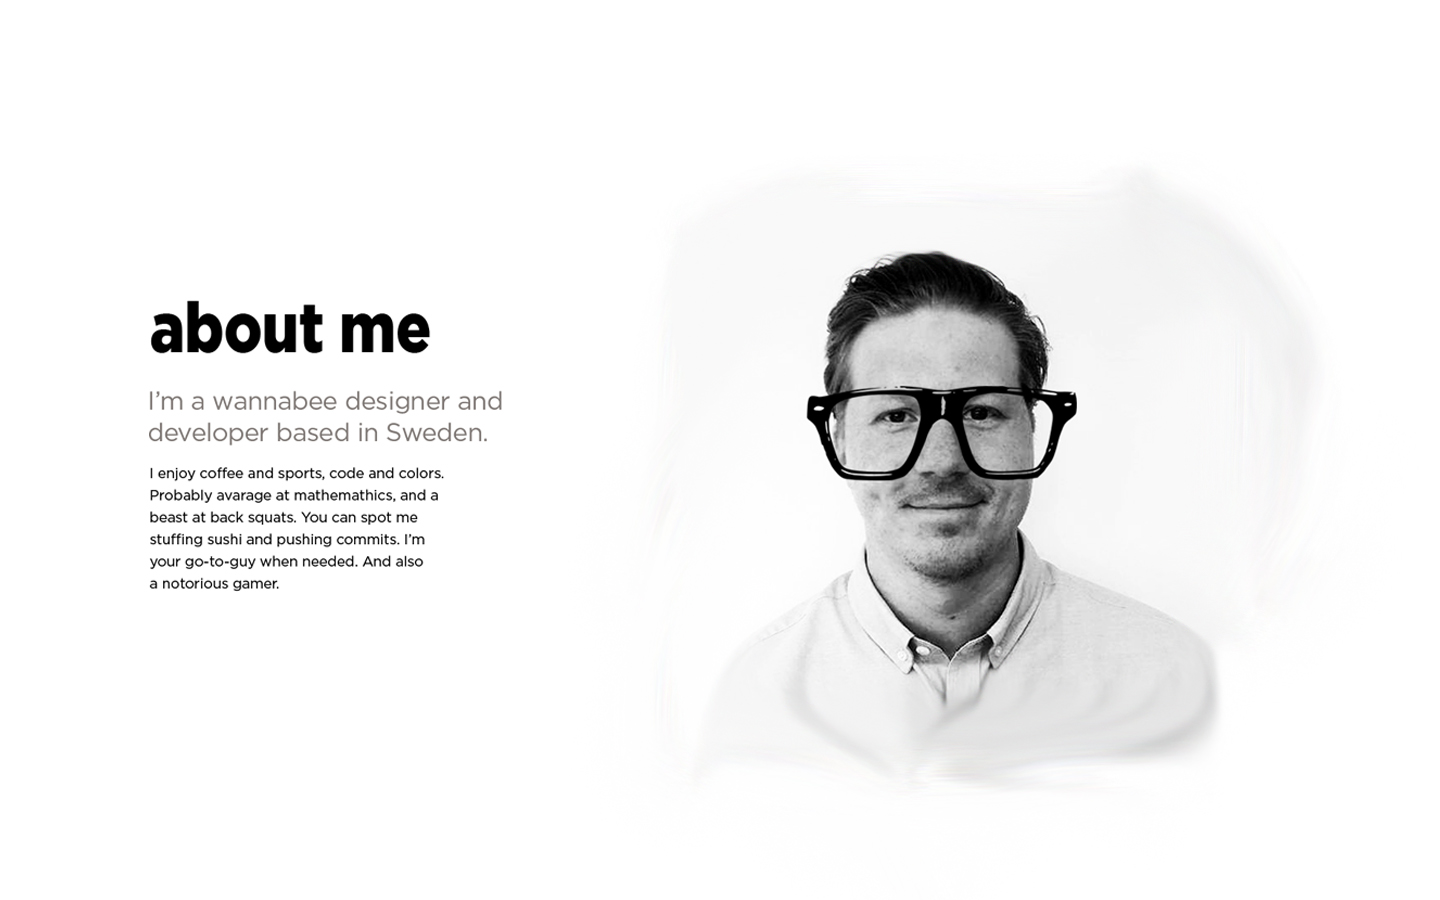 about me
I’m a wannabee designer and
developer based in Sweden.
I enjoy coffee and sports, code and colors.
Probably avarage at mathemathics, and a
beast at back squats. You can spot me
stuffing sushi and pushing commits. I’m
your go-to-guy when needed. And also
a notorious gamer.